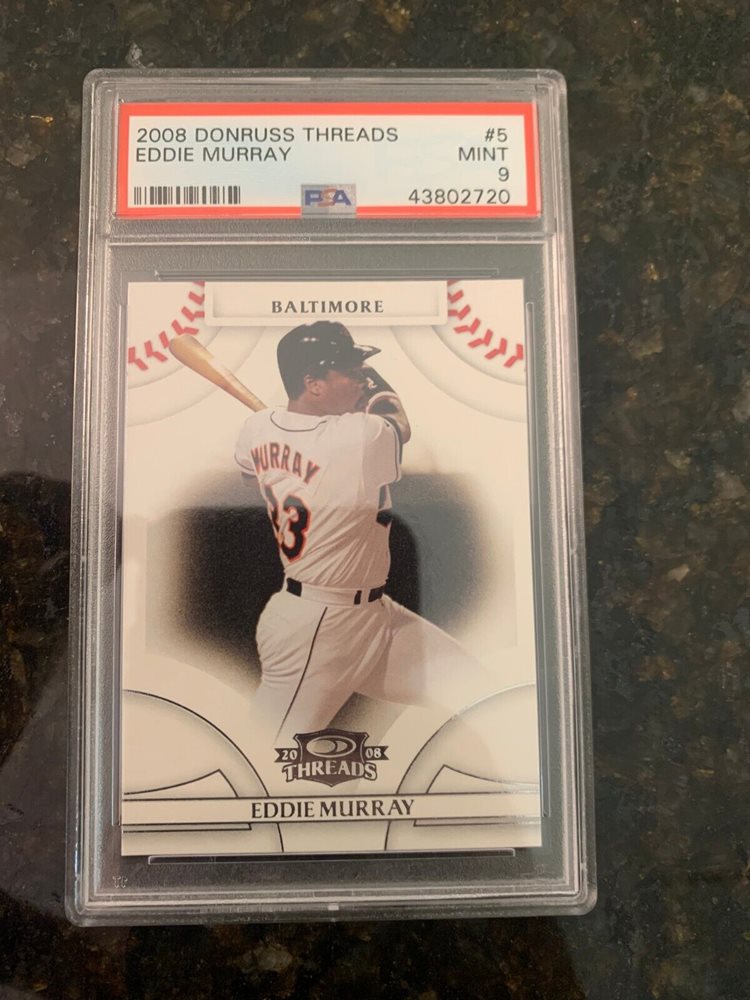 2008 DONRUSS THREADS #5
EDDIE MURRAY MINT
9
PSA 43802720
BALTIMORE
MURRAY
33
20 08
THREADS
EDDIE MURRAY